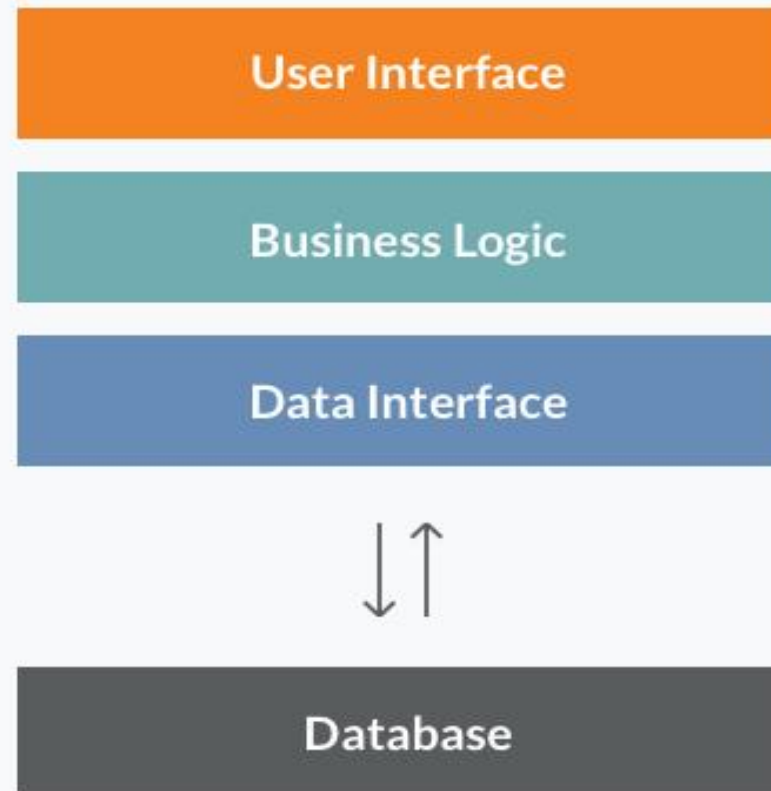 User Interface
Business Logic
Data Interface
Database